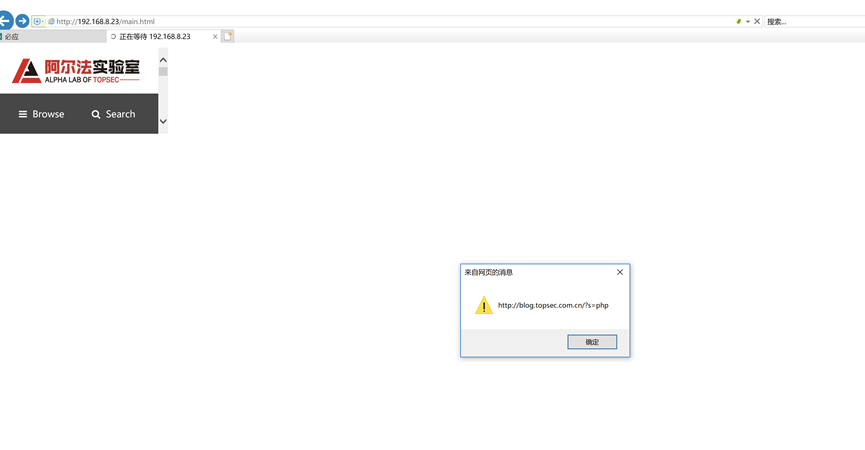 http://192.168.8.23/main.html
搜索...
必应
正在等待 192.168.8.23
阿尔法实验室
ALPHA LAB OF TOPSEC
Browse
Search
来自网页的消息
http://blog.topsec.com.cn/?s=php
确定